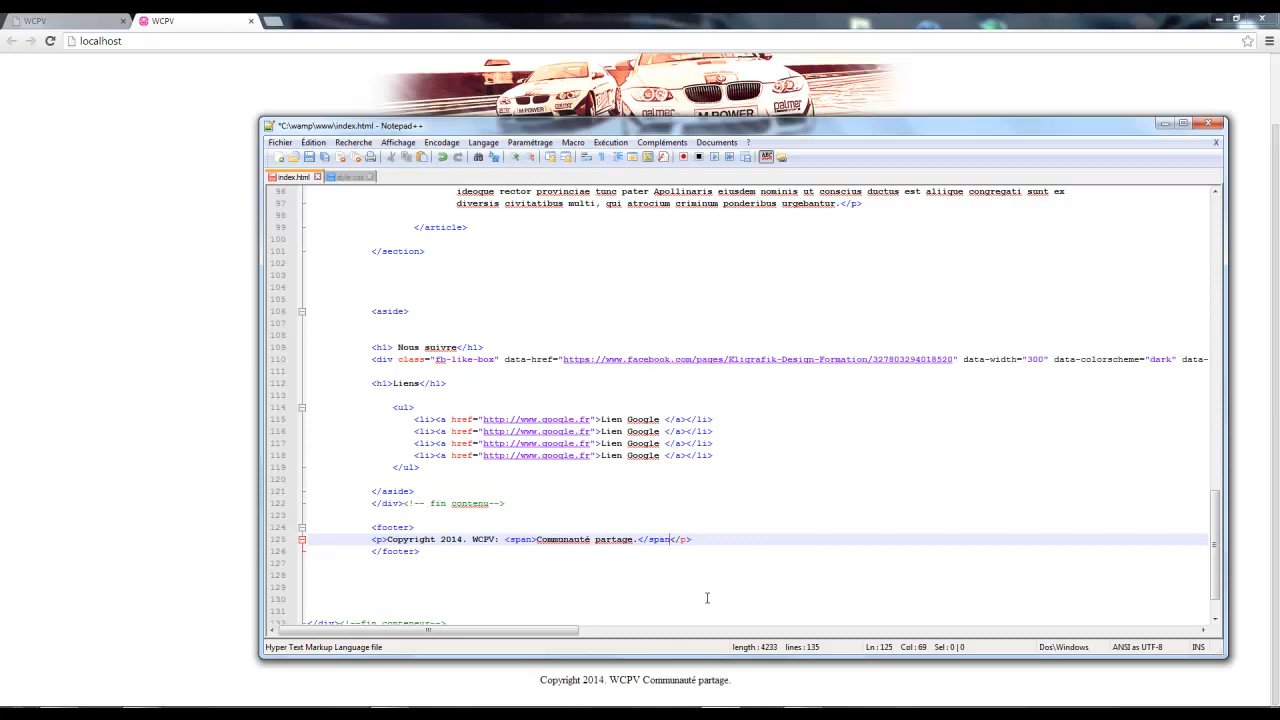 WCPV
WCPV
localhost
M POWER
palmer
palmer
M POWER
*C:\wamp\www\index.html - Notepad++
Fichier Édition Recherche Affichage Encodage Langage Paramétrage Macro Exécution Compléments Documents ? X
index.html style.css
96 ideoque rector provinciae tunc pater Apollinaris eiusdem nominis ut conscius ductus est aliique congregati sunt ex
97 diversis civitatibus multi, qui atrocium criminum ponderibus urgebantur.</p>
98
99 </article>
100
101 </section>
102
103
104
105
106 <aside>
107
108
109 <h1> Nous suivre</h1>
110 <div class="fb-like-box" data-href="https://www.facebook.com/pages/Kligrafik-Design-Formation/327803294018520" data-width="300" data-colorscheme="dark" data-
111
112 <h1>Liens</h1>
113
114 <ul>
115 <li><a href="http://www.google.fr">Lien Google </a></li>
116 <li><a href="http://www.google.fr">Lien Google </a></li>
117 <li><a href="http://www.google.fr">Lien Google </a></li>
118 <li><a href="http://www.google.fr">Lien Google </a></li>
119 </ul>
120
121 </aside>
122 </div><!-- fin contenu-->
123
124 <footer>
125 <p>Copyright 2014. WCPV: <span>Communauté partage.</span</p>
126 </footer>
127
128
129
130
131
132 </div><!--fin conteneur-->
Hyper Text Markup Language file length : 4233 lines : 135 Ln : 125 Col : 69 Sel : 0 | 0 Dos\Windows ANSI as UTF-8 INS
Copyright 2014. WCPV Communauté partage.